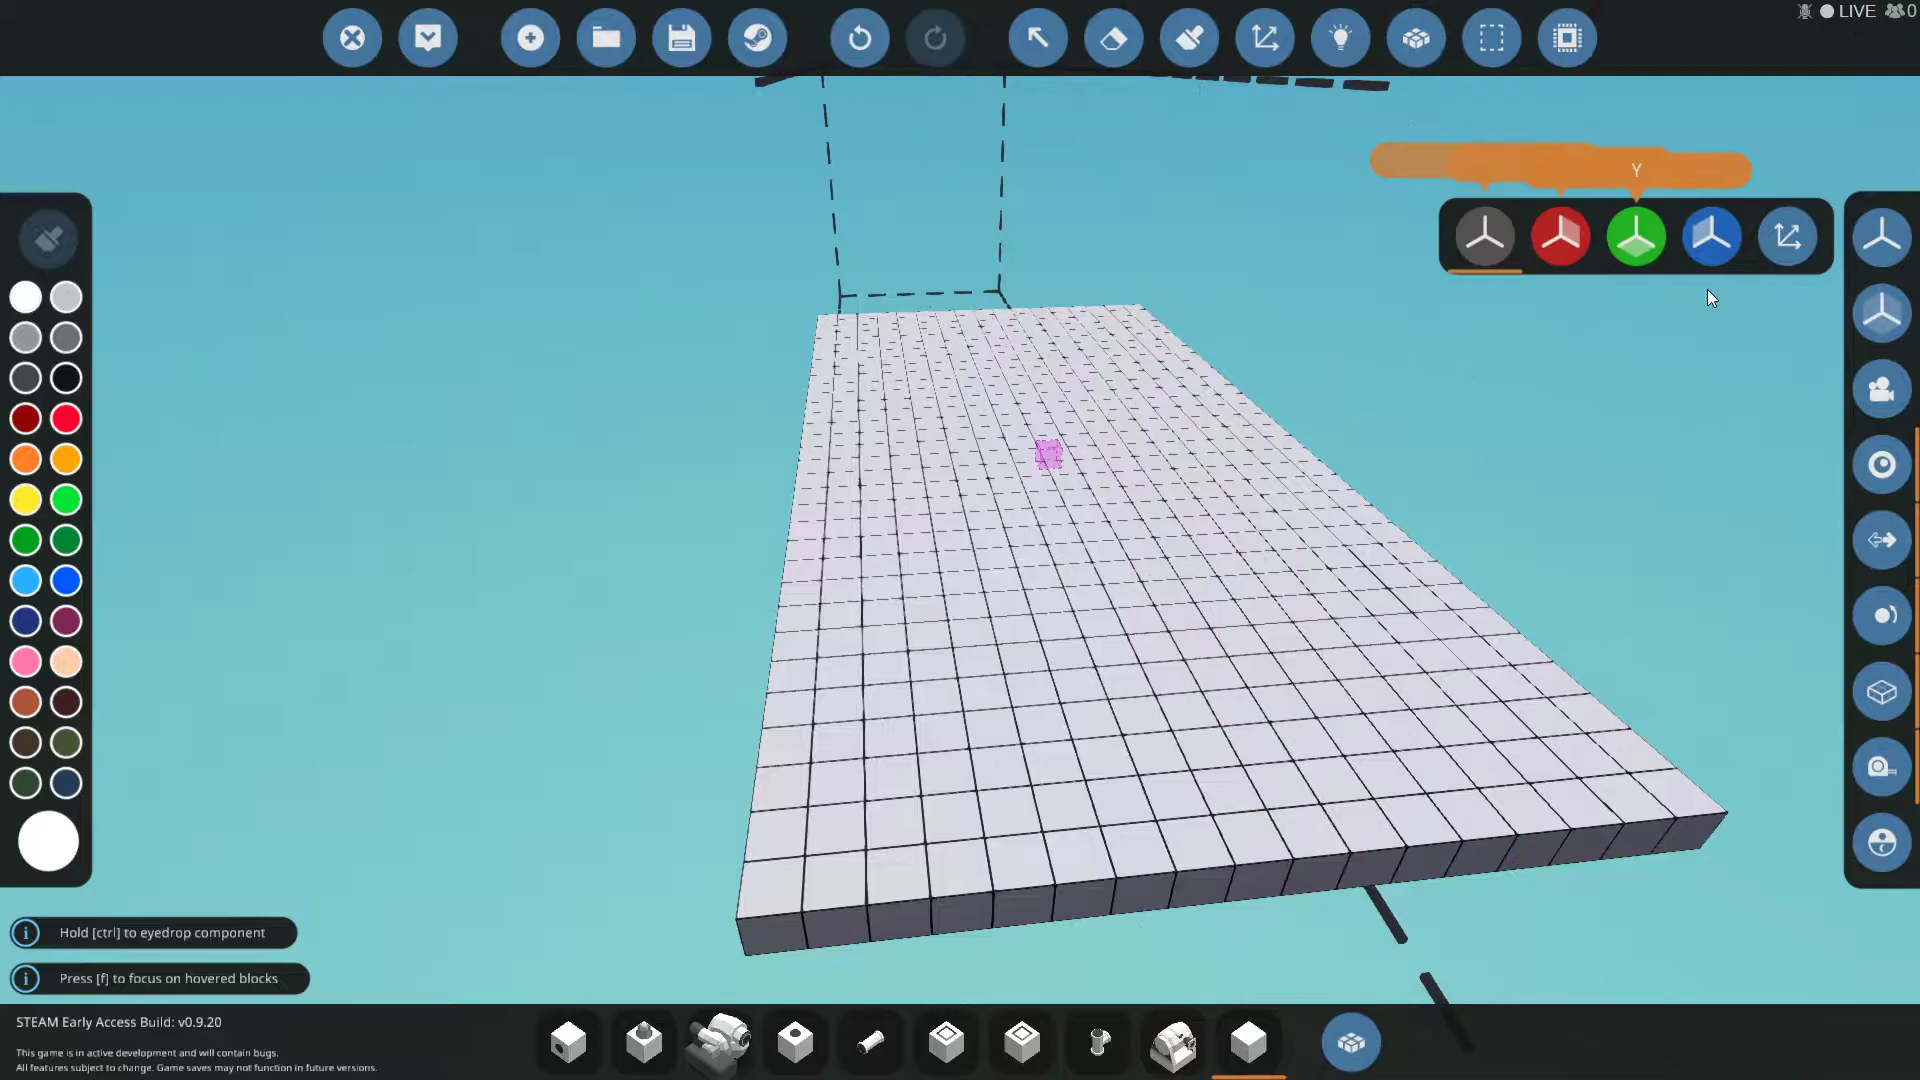 LIVE 0
Y
Hold [ctrl] to eyedrop component
Press [f] to focus on hovered blocks
STEAM Early Access Build: v0.9.20
This game is in active development and will contain bugs.
All features subject to change. Game saves may not function in future versions.